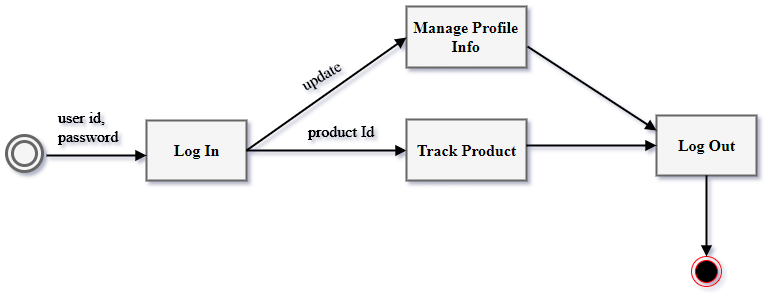 Manage Profile
Info
update
user id,
password
Log In
product Id
Track Product
Log Out